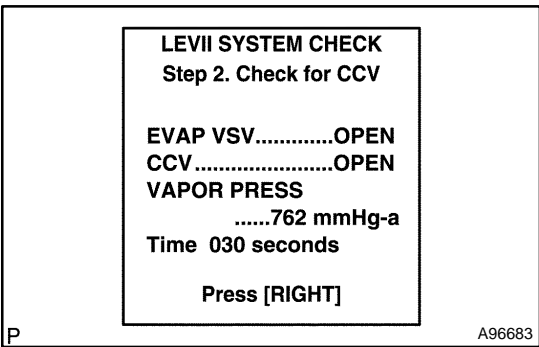 LEVII SYSTEM CHECK
Step 2. Check for CCV
EVAP VSV.............OPEN
CCV.......................OPEN
VAPOR PRESS
......762 mmHg-a
Time 030 seconds
Press [RIGHT]
P
A96683